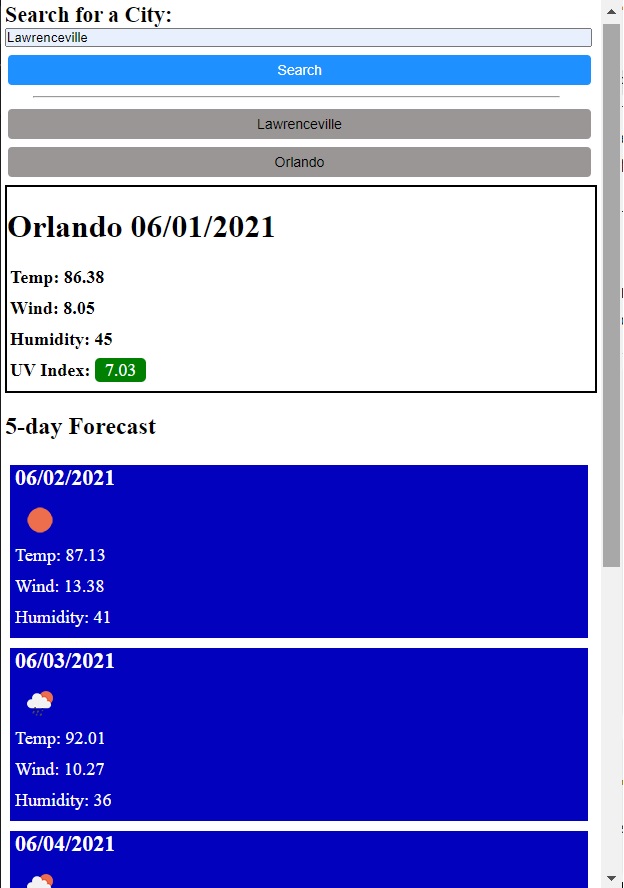 Search for a City:
Lawrenceville
Search
Lawrenceville
Orlando
Orlando 06/01/2021
Temp: 86.38
Wind: 8.05
Humidity: 45
UV Index: 7.03
5-day Forecast
06/02/2021
Temp: 87.13
Wind: 13.38
Humidity: 41
06/03/2021
Temp: 92.01
Wind: 10.27
Humidity: 36
06/04/2021